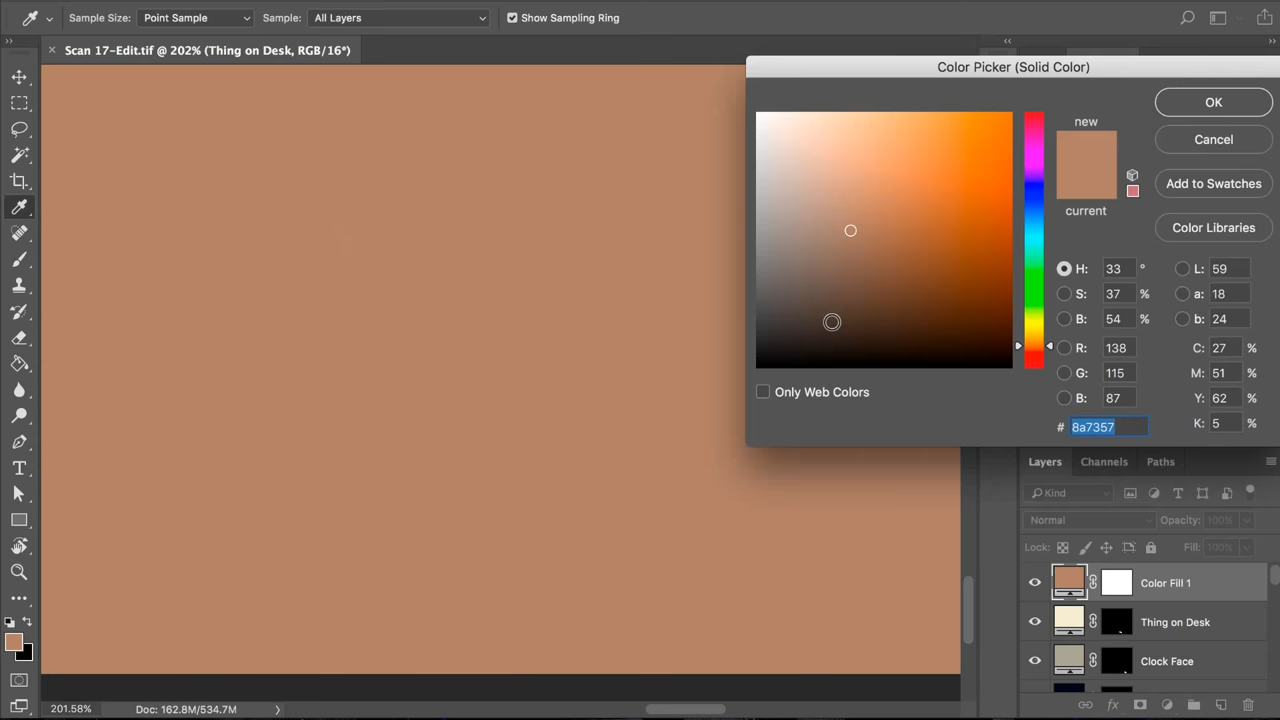 Sample Size: Point Sample Sample: All Layers Show Sampling Ring
× Scan 17-Edit.tif @ 202% (Thing on Desk, RGB/16*)
Color Picker (Solid Color)
new
current
OK
Cancel
Add to Swatches
Color Libraries
H: 33 ° L: 59
S: 37 % a: 18
B: 54 % b: 24
R: 138 C: 27 %
G: 115 M: 51 %
B: 87 Y: 62 %
# 8a7357 K: 5 %
Only Web Colors
Layers Channels Paths
Kind
Normal Opacity: 100%
Lock: Fill: 100%
Color Fill 1
Thing on Desk
Clock Face
201.58% Doc: 162.8M/534.7M